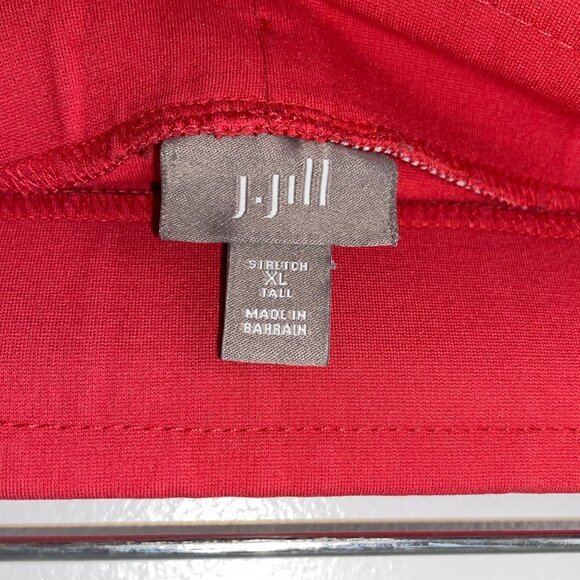 J.Jill
STRETCH
XL
TALL
MADE IN
BAHRAIN